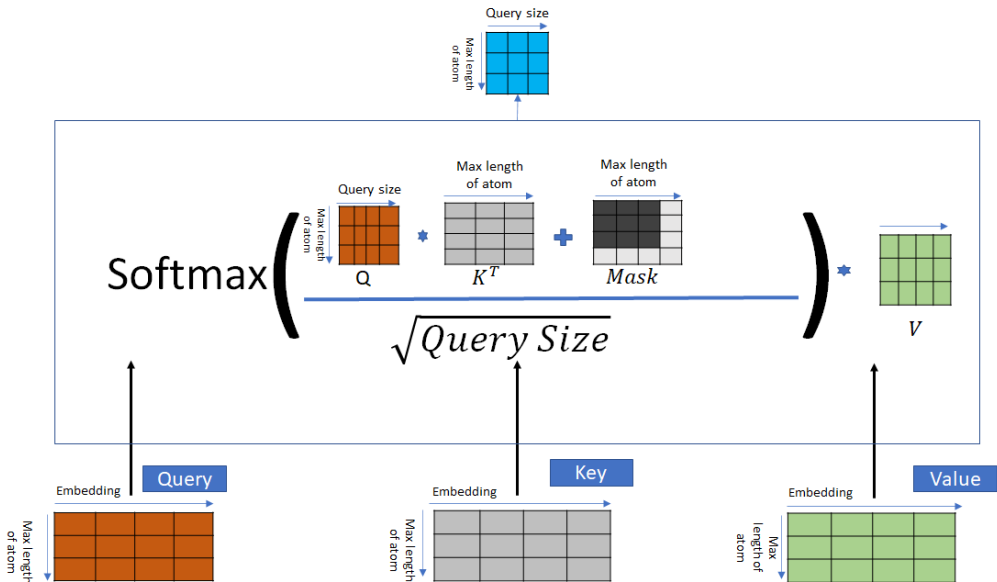 Query size
Max length
of atom
Max length
of atom
Max length
of atom
Query size
Max length
of atom
Softmax
(
)
Q
K^T
Mask
V
√Query Size
Query
Key
Value
Embedding
Embedding
Embedding
Max length
of atom
Max length
of atom
Max
length of
atom